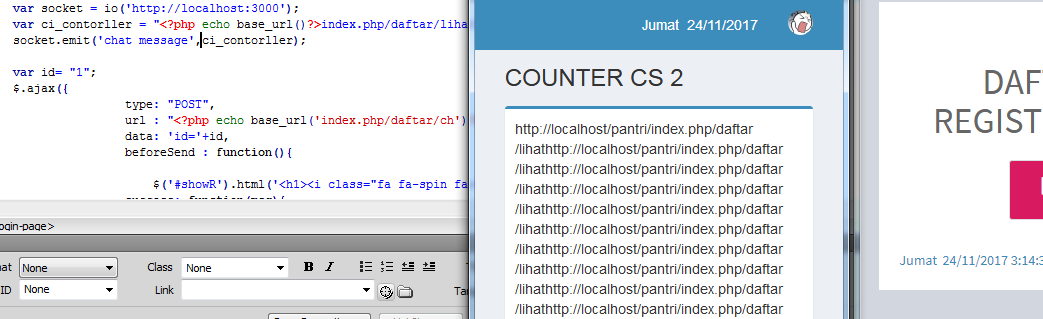 var socket = io('http://localhost:3000');
var ci_contorller = "<?php echo base_url()?>index.php/daftar/liha
socket.emit('chat message',ci_contorller);
var id= "1";
$.ajax({
type: "POST",
url : "<?php echo base_url('index.php/daftar/ch')
data: 'id='+id,
beforeSend : function(){
$('#showR').html('<h1><i class="fa fa-spin fa
success: function(msg){
ogin-page>
mat None
Class None
B I
ID None
Link
Tar
Jumat 24/11/2017
COUNTER CS 2
http://localhost/pantri/index.php/daftar
/lihathttp://localhost/pantri/index.php/daftar
/lihathttp://localhost/pantri/index.php/daftar
/lihathttp://localhost/pantri/index.php/daftar
/lihathttp://localhost/pantri/index.php/daftar
/lihathttp://localhost/pantri/index.php/daftar
/lihathttp://localhost/pantri/index.php/daftar
/lihathttp://localhost/pantri/index.php/daftar
/lihathttp://localhost/pantri/index.php/daftar
/lihathttp://localhost/pantri/index.php/daftar
DAF
REGIST
Jumat 24/11/2017 3:14:3